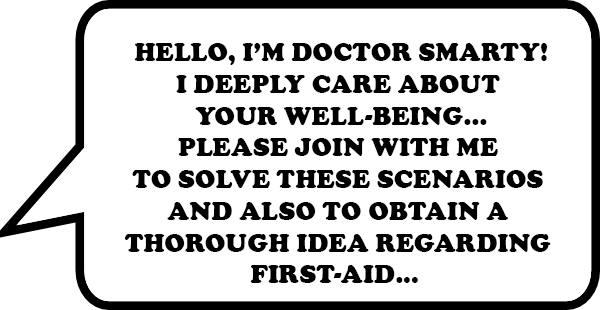 HELLO, I'M DOCTOR SMARTY!
I DEEPLY CARE ABOUT
YOUR WELL-BEING...
PLEASE JOIN WITH ME
TO SOLVE THESE SCENARIOS
AND ALSO TO OBTAIN A
THOROUGH IDEA REGARDING
FIRST-AID...